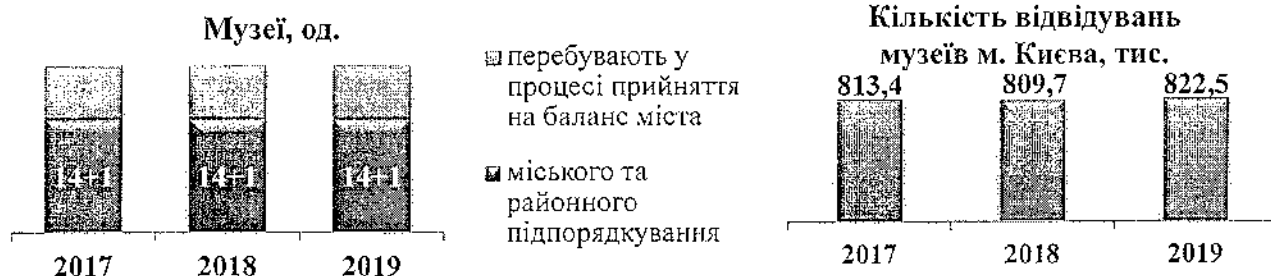 Музеї, од.
14+1
14+1
14+1
2017
2018
2019
перебувають у
процесі прийняття
на баланс міста
міського та
районного
підпорядкування
Кількість відвідувань
музеїв м. Києва, тис.
813,4
809,7
822,5
2017
2018
2019